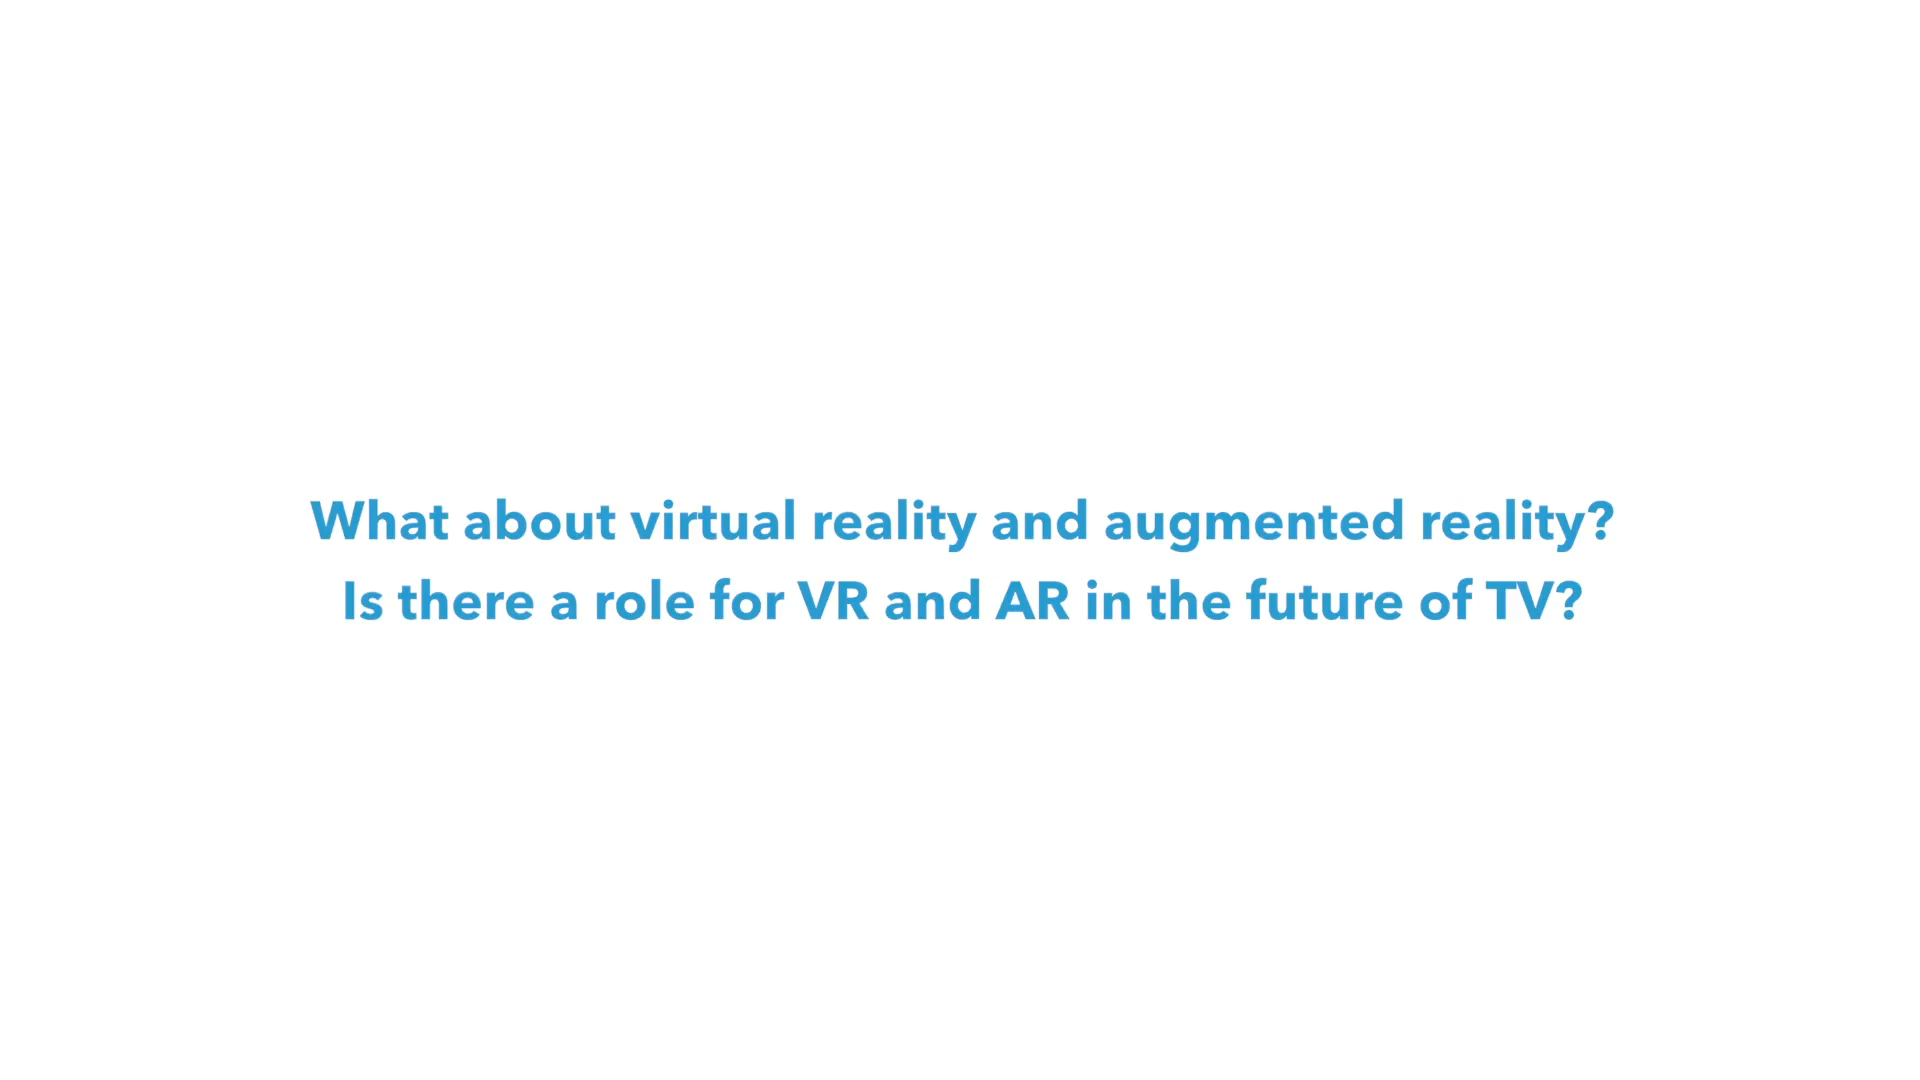 What about virtual reality and augmented reality?
Is there a role for VR and AR in the future of TV?